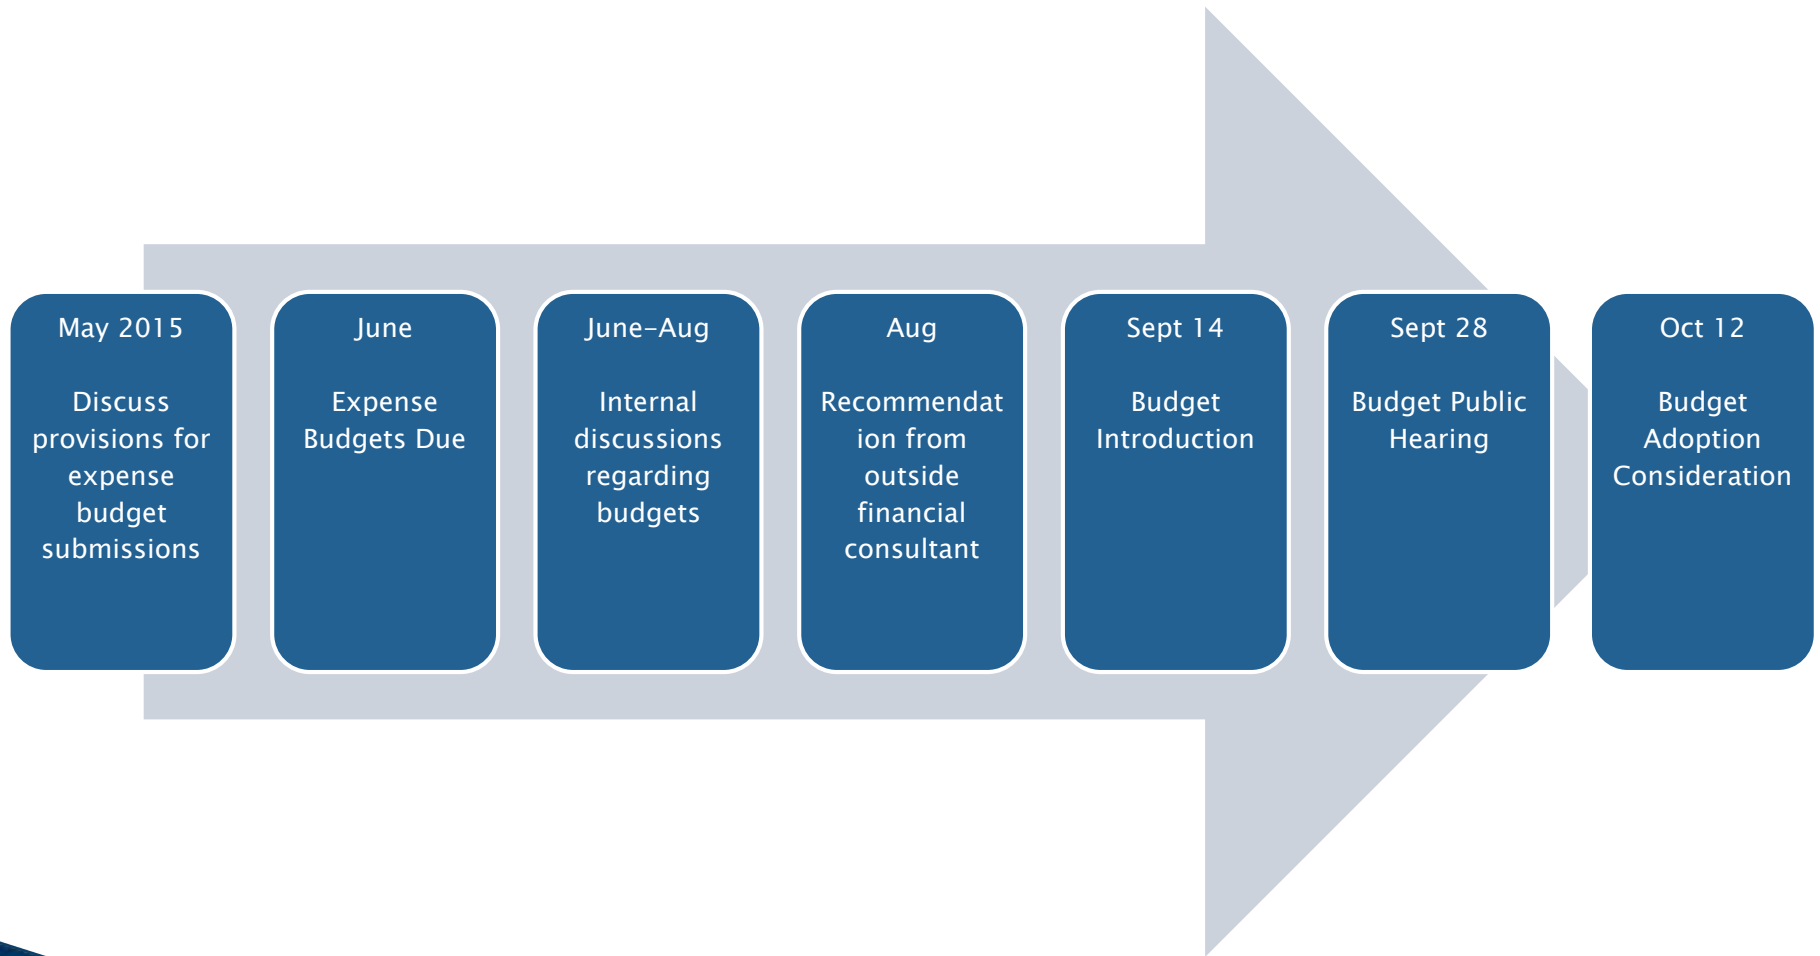 May 2015
Discuss
provisions for
expense
budget
submissions
June
Expense
Budgets Due
June-Aug
Internal
discussions
regarding
budgets
Aug
Recommendat
ion from
outside
financial
consultant
Sept 14
Budget
Introduction
Sept 28
Budget Public
Hearing
Oct 12
Budget
Adoption
Consideration